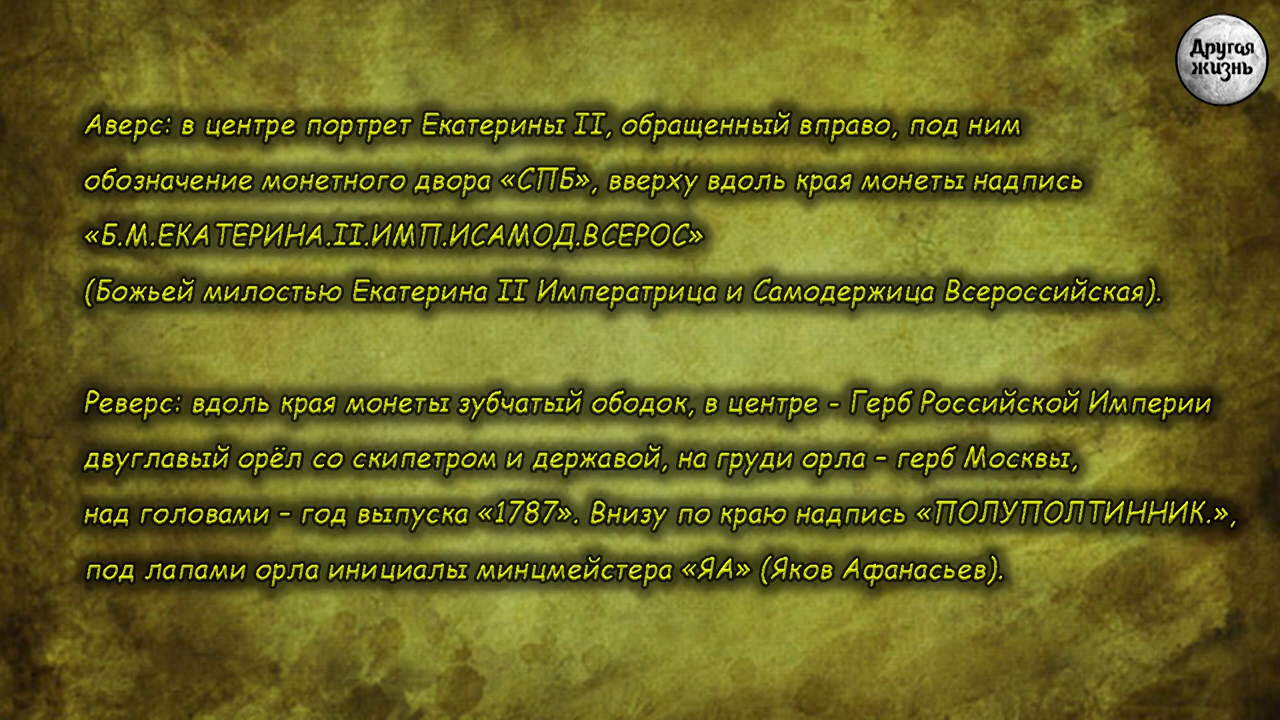 Другая
жизнь
Аверс: в центре портрет Екатерины II, обращенный вправо, под ним
обозначение монетного двора «СПБ», вверху вдоль края монеты надпись
«Б.М.ЕКАТЕРИНА.II.ИМП.ИСАМОД.ВСЕРОС»
(Божьей милостью Екатерина II Императрица и Самодержица Всероссийская).
Реверс: вдоль края монеты зубчатый ободок, в центре - Герб Российской Империи
двуглавый орёл со скипетром и державой, на груди орла – герб Москвы,
над головами – год выпуска «1787». Внизу по краю надпись «ПОЛУПОЛТИННИК.»,
под лапами орла инициалы минцмейстера «ЯА» (Яков Афанасьев).